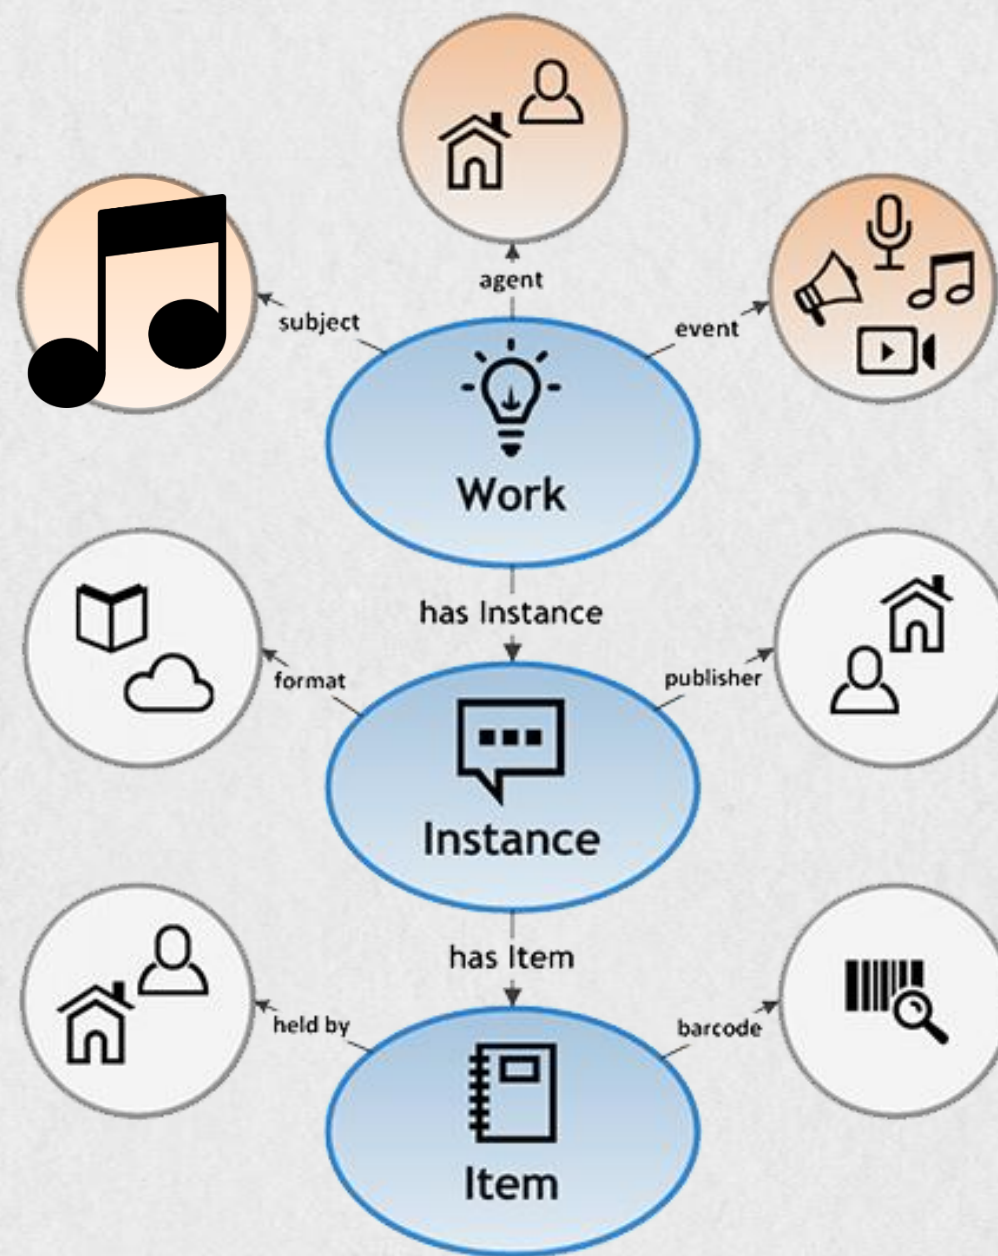 agent
subject
event
Work
has Instance
format
publisher
Instance
has Item
held by
barcode
Item